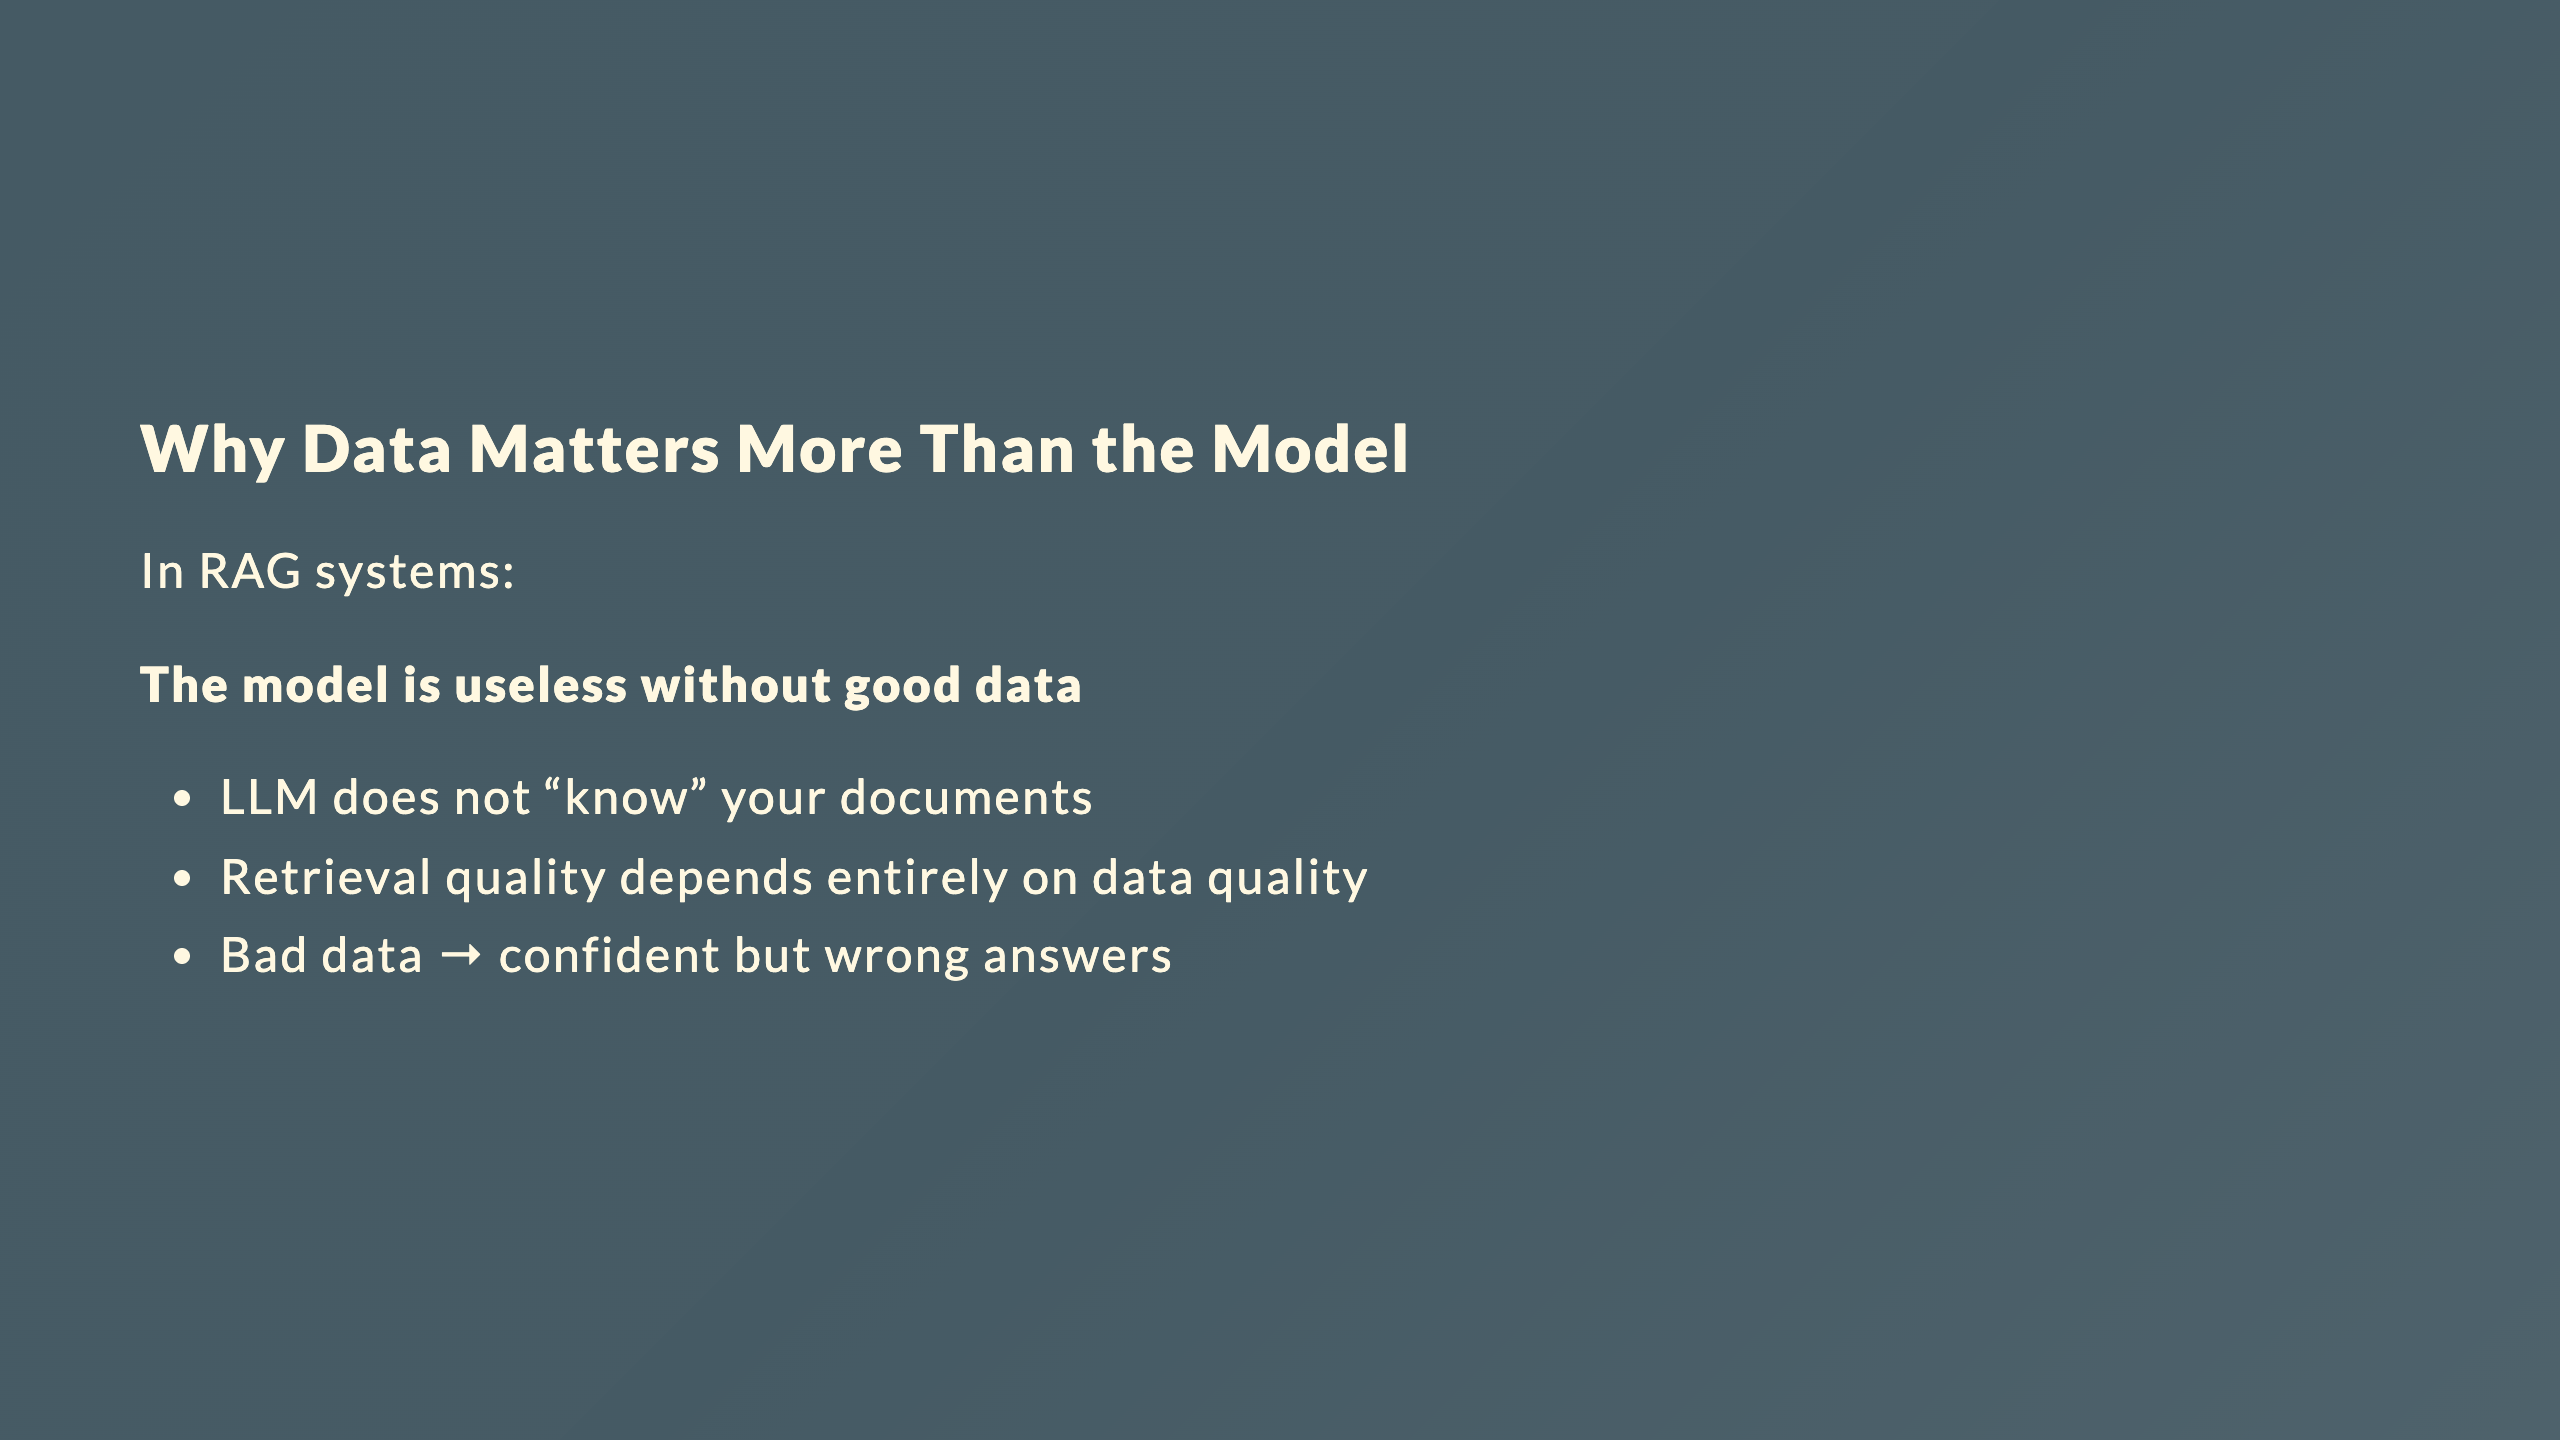 Why Data Matters More Than the Model
In RAG systems:
The model is useless without good data
• LLM does not “know” your documents
• Retrieval quality depends entirely on data quality
• Bad data → confident but wrong answers